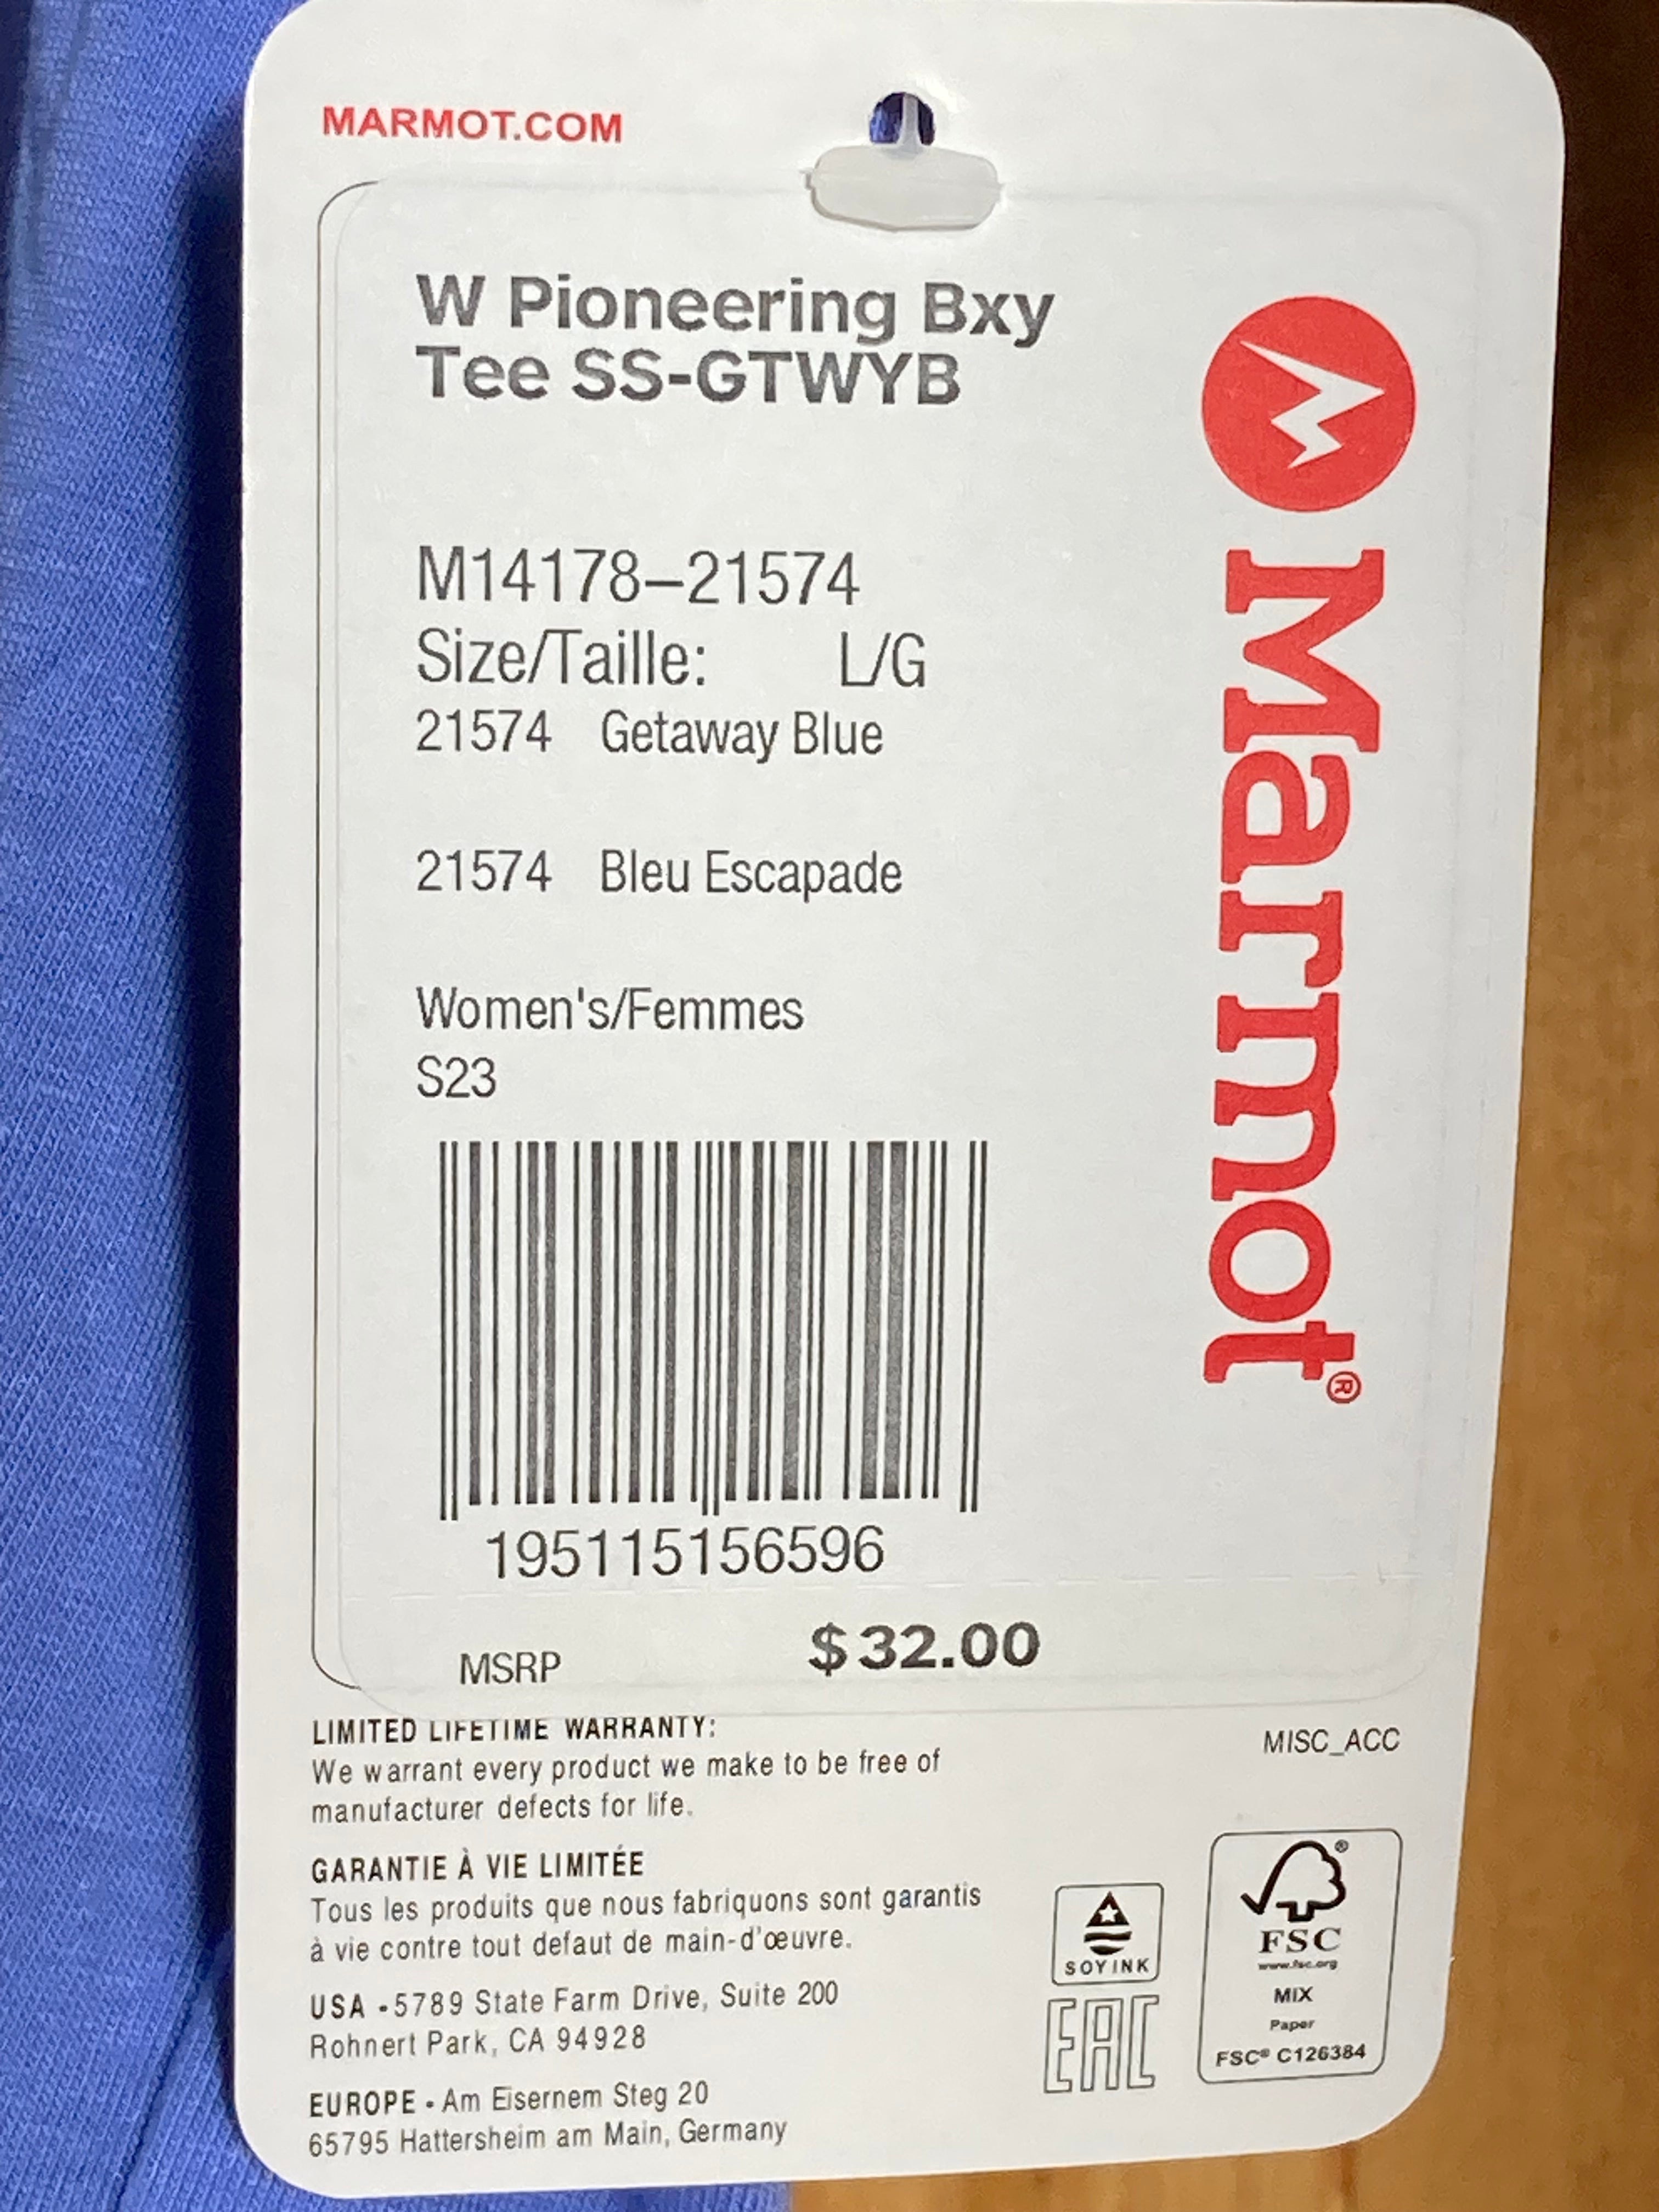 MARMOT.COM
W Pioneering Bxy
Tee SS-GTWYB
M14178-21574
Size/Taille: L/G
21574 Getaway Blue
21574 Bleu Escapade
Women's/Femmes
S23
195115156596
MSRP $32.00
Marmot®
LIMITED LIFETIME WARRANTY:
We warrant every product we make to be free of
manufacturer defects for life.
MISC_ACC
GARANTIE À VIE LIMITÉE
Tous les produits que nous fabriquons sont garantis
à vie contre tout defaut de main-d'œuvre.
USA - 5789 State Farm Drive, Suite 200
Rohnert Park, CA 94928
EUROPE - Am Eisernem Steg 20
65795 Hattersheim am Main, Germany
SOY INK
EAC
®
FSC
www.fsc.org
MIX
Paper
FSC® C126384